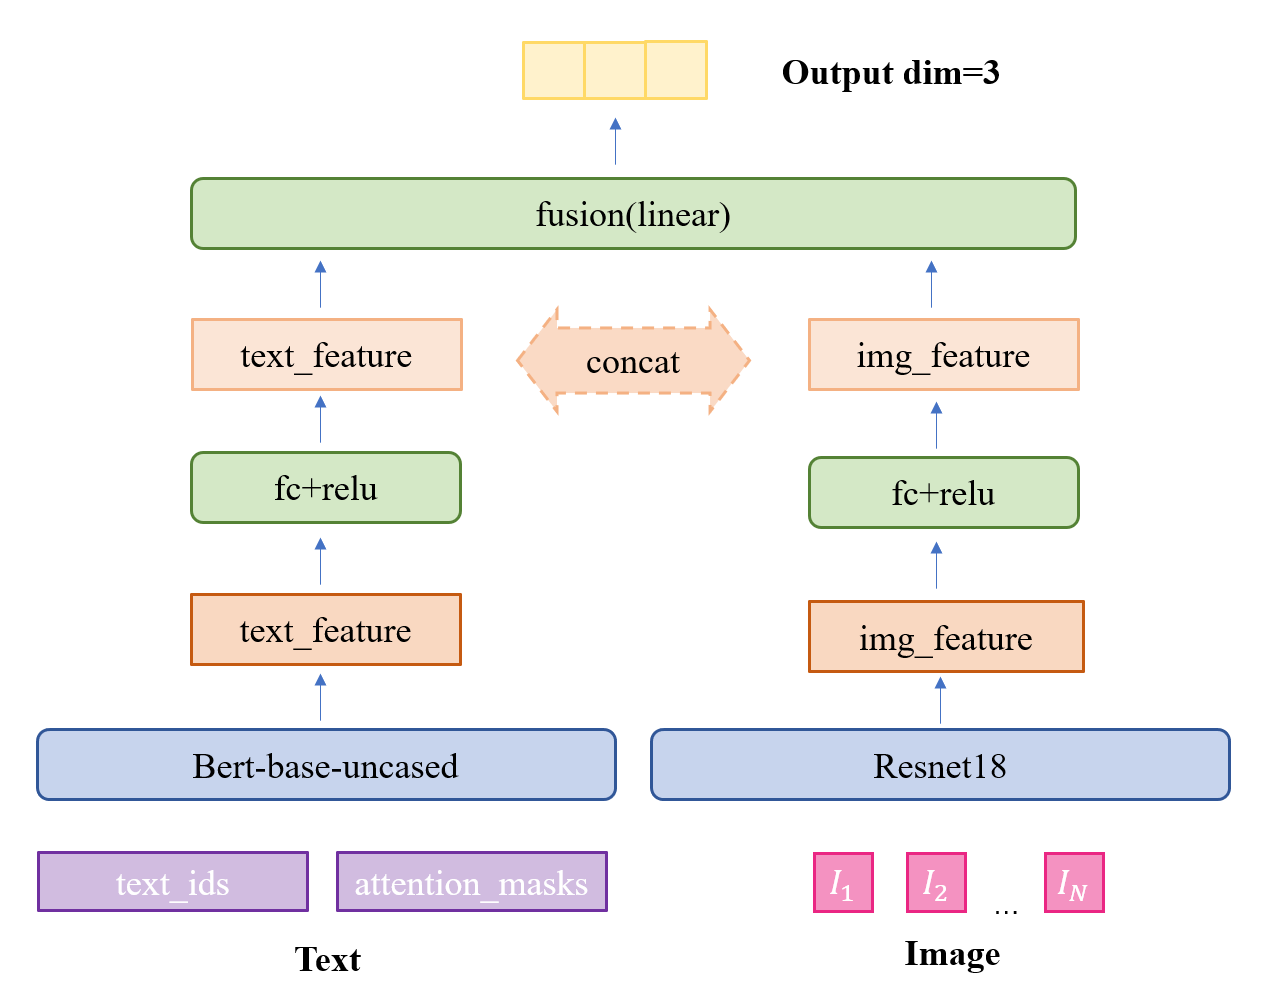 Output dim=3
fusion(linear)
text_feature
concat
img_feature
fc+relu
fc+relu
text_feature
img_feature
Bert-base-uncased
Resnet18
text_ids
attention_masks
I_1
I_2
...
I_N
Text
Image